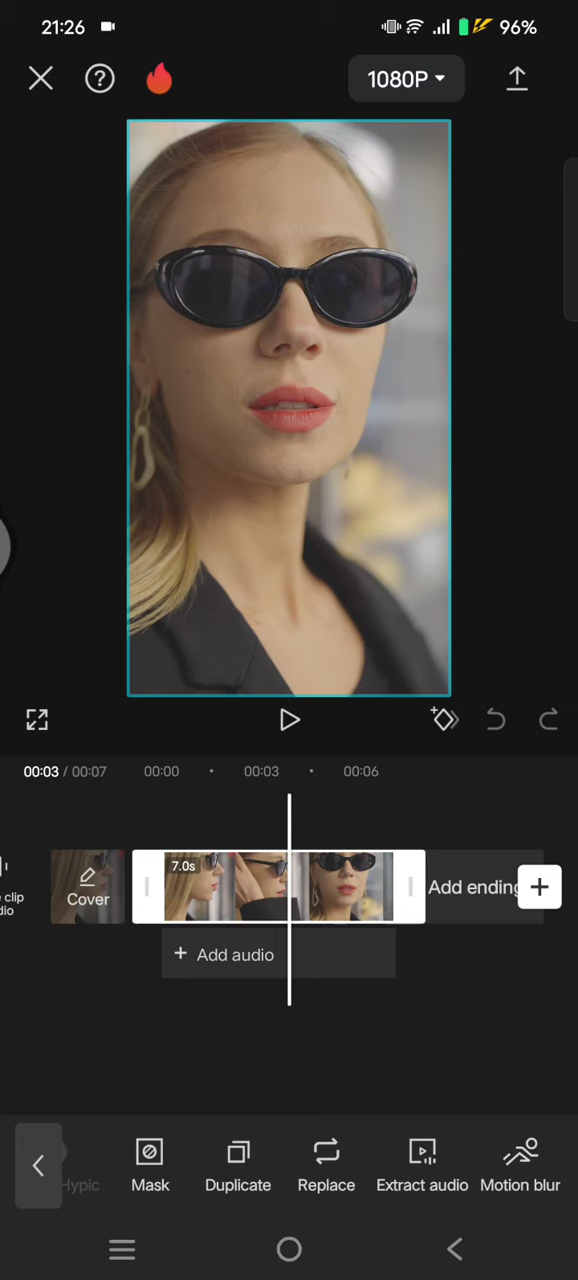 21:26
96%
1080P
00:03 / 00:07
00:00
00:03
00:06
7.0s
clip
Cover
Add ending
+ Add audio
Hypic
Mask
Duplicate
Replace
Extract audio
Motion blur